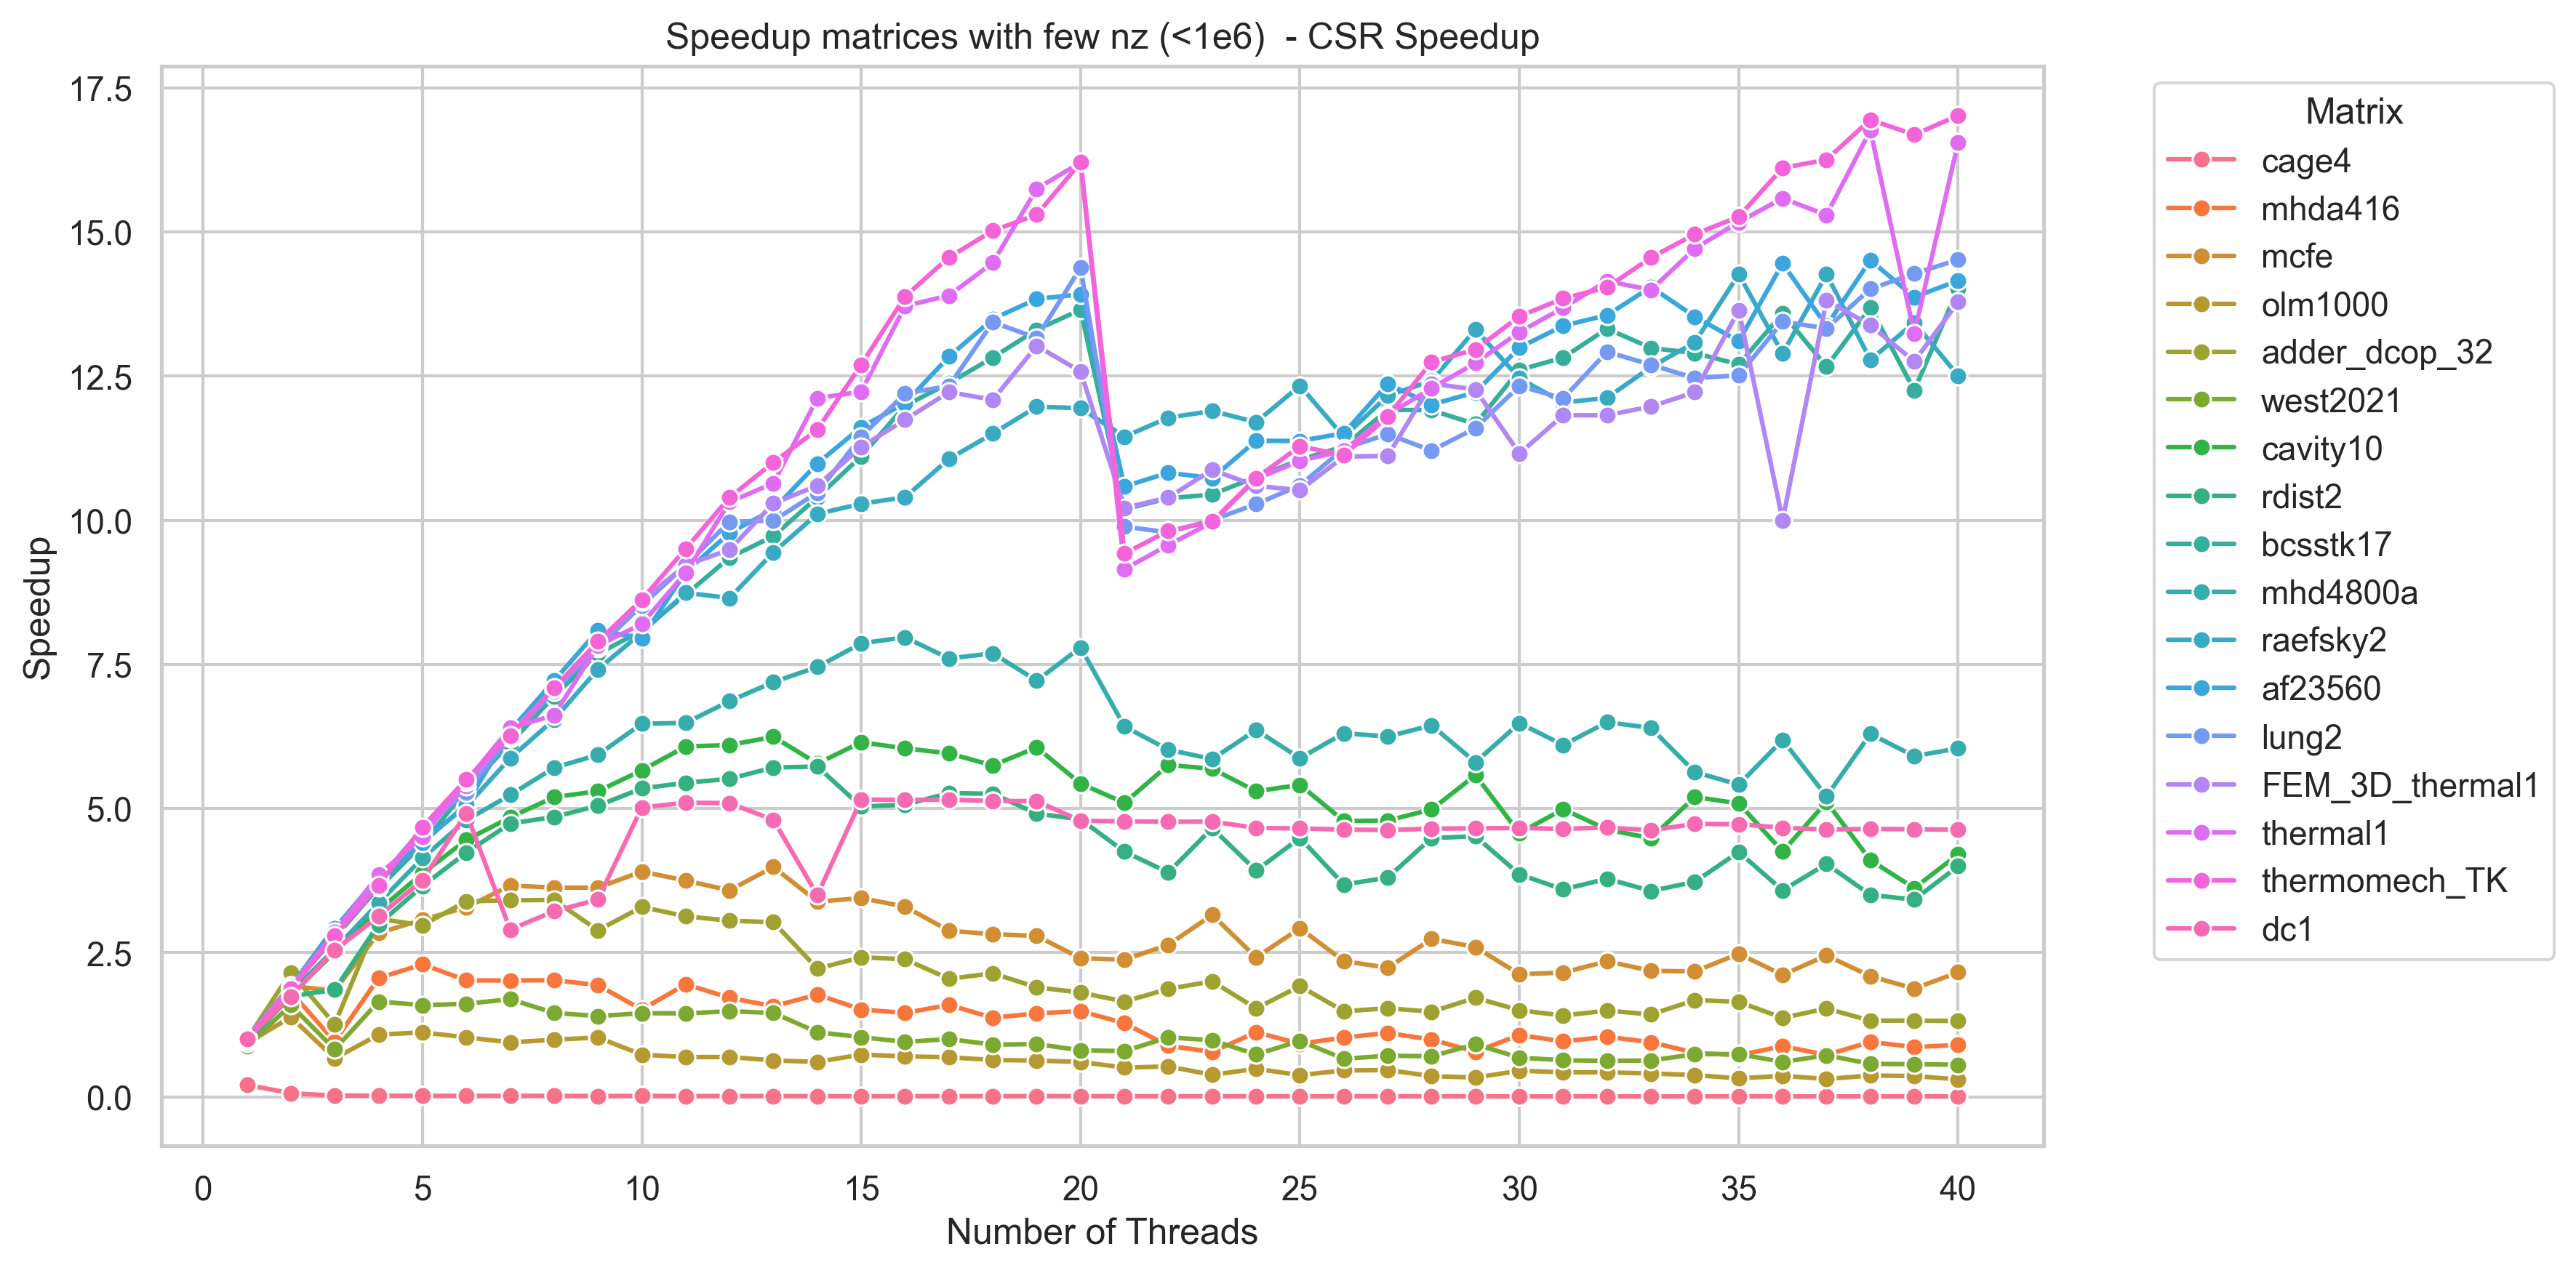 Speedup matrices with few nz (<1e6)  - CSR Speedup
17.5
15.0
12.5
10.0
7.5
5.0
2.5
0.0
Speedup
0 5 10 15 20 25 30 35 40
Number of Threads
Matrix
cage4
mhda416
mcfe
olm1000
adder_dcop_32
west2021
cavity10
rdist2
bcsstk17
mhd4800a
raefsky2
af23560
lung2
FEM_3D_thermal1
thermal1
thermomech_TK
dc1